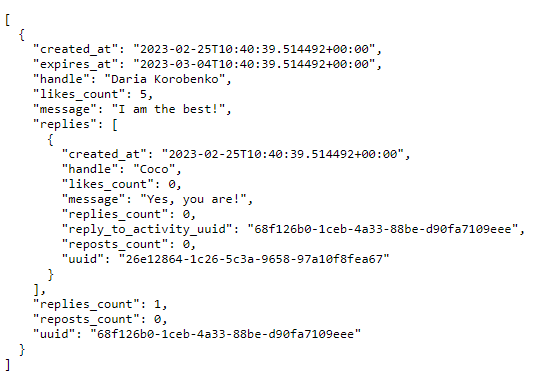 [
  {
    "created_at": "2023-02-25T10:40:39.514492+00:00",
    "expires_at": "2023-03-04T10:40:39.514492+00:00",
    "handle": "Daria Korobenko",
    "likes_count": 5,
    "message": "I am the best!",
    "replies": [
      {
        "created_at": "2023-02-25T10:40:39.514492+00:00",
        "handle": "Coco",
        "likes_count": 0,
        "message": "Yes, you are!",
        "replies_count": 0,
        "reply_to_activity_uuid": "68f126b0-1ceb-4a33-88be-d90fa7109eee",
        "reposts_count": 0,
        "uuid": "26e12864-1c26-5c3a-9658-97a10f8fea67"
      }
    ],
    "replies_count": 1,
    "reposts_count": 0,
    "uuid": "68f126b0-1ceb-4a33-88be-d90fa7109eee"
  }
]